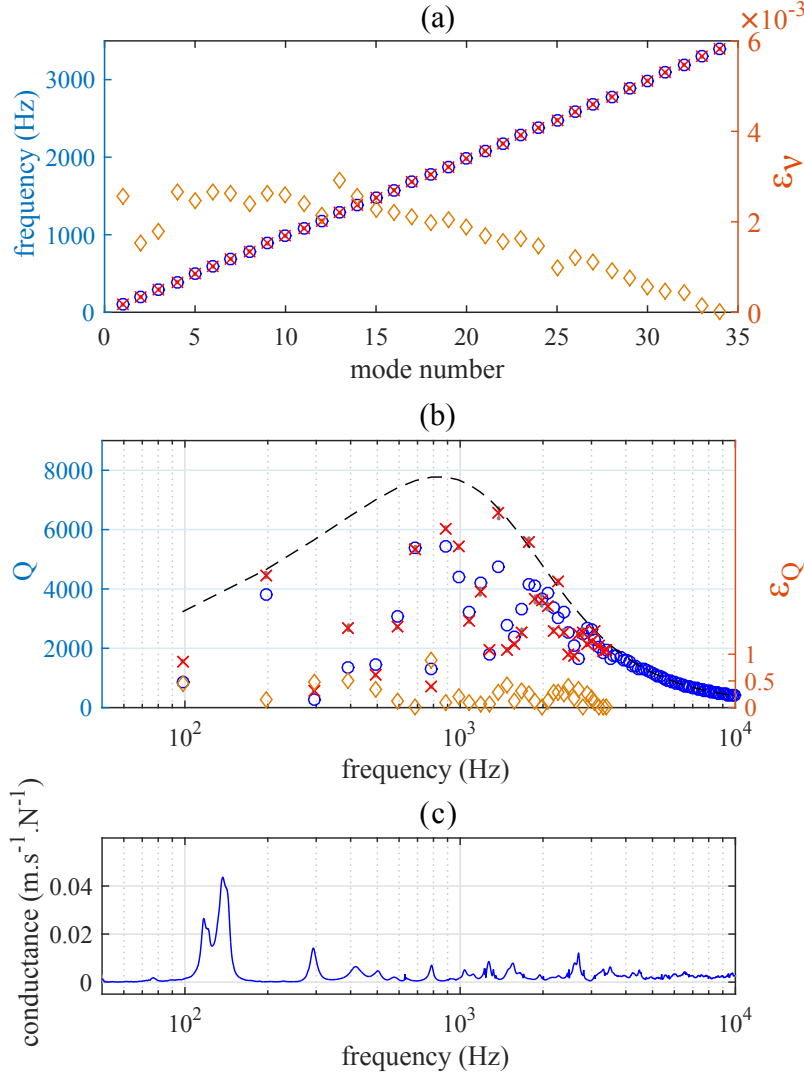 (a)
×10⁻³
frequency (Hz)
3000
2000
1000
0
6
4
2
0
εν
0 5 10 15 20 25 30 35
mode number
(b)
Q
8000
6000
4000
2000
0
1
0.5
0
ε_Q
10² 10³ 10⁴
frequency (Hz)
(c)
conductance (m.s⁻¹.N⁻¹)
0.04
0.02
0
10² 10³ 10⁴
frequency (Hz)